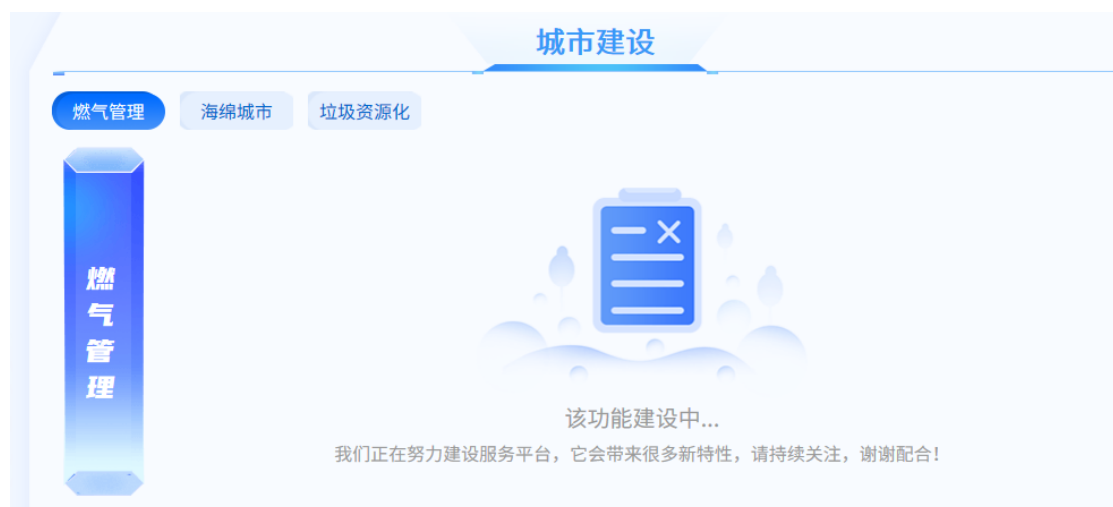 城市建设
燃气管理
海绵城市
垃圾资源化
燃气管理
该功能建设中...
我们正在努力建设服务平台，它会带来很多新特性，请持续关注，谢谢配合！